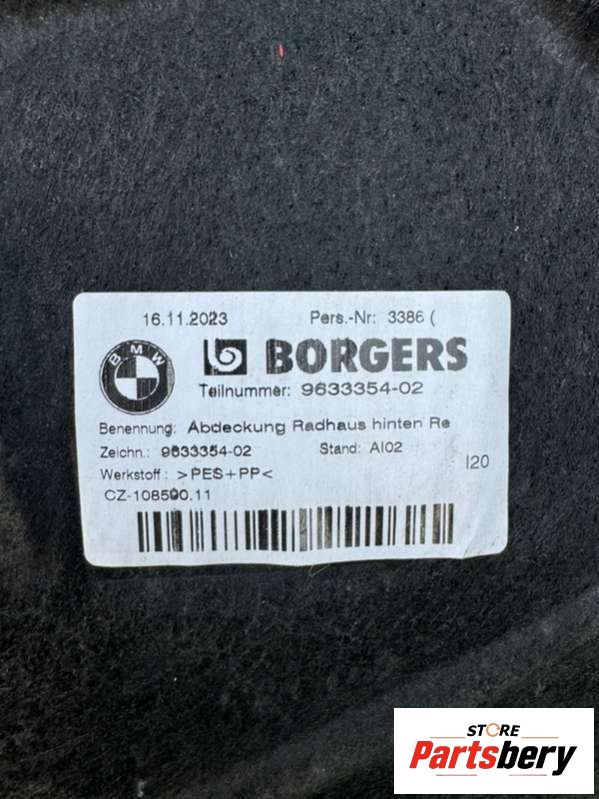 16.11.2023 Pers.-Nr: 3386 (
BMW
BORGERS
Teilnummer: 9633354-02
Benennung: Abdeckung Radhaus hinten Re
Zeichn.: 9633354-02 Stand: AI02
I20
Werkstoff: >PES+PP<
CZ-108500.11
STORE
Partsbery